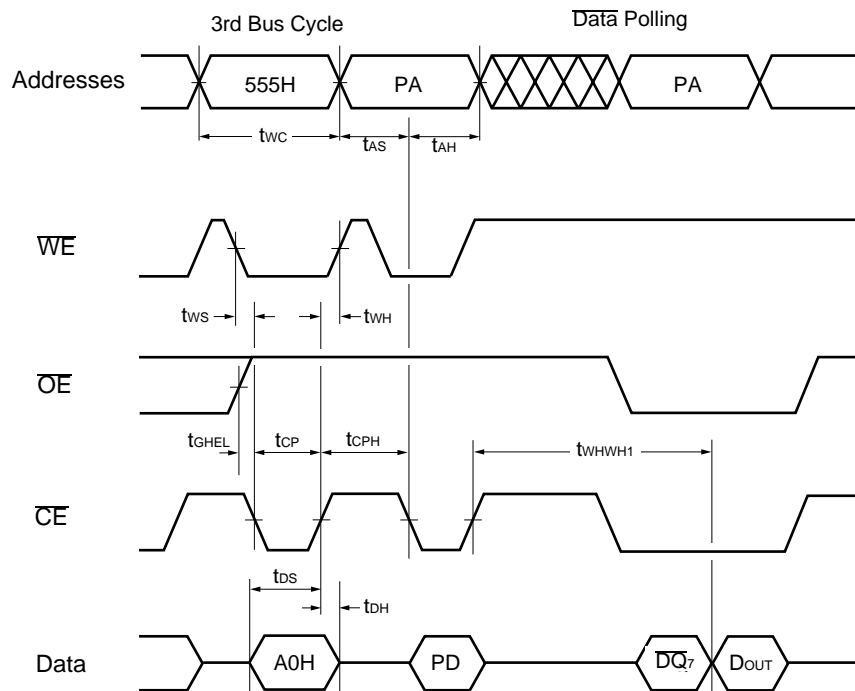 3rd Bus Cycle
Data Polling
Addresses
555H
PA
PA
tWC
tAS
tAH
WE
tWS
tWH
OE
tGHEL
tCP
tCPH
tWHWH1
CE
tDS
tDH
Data
A0H
PD
DQ7
DOUT